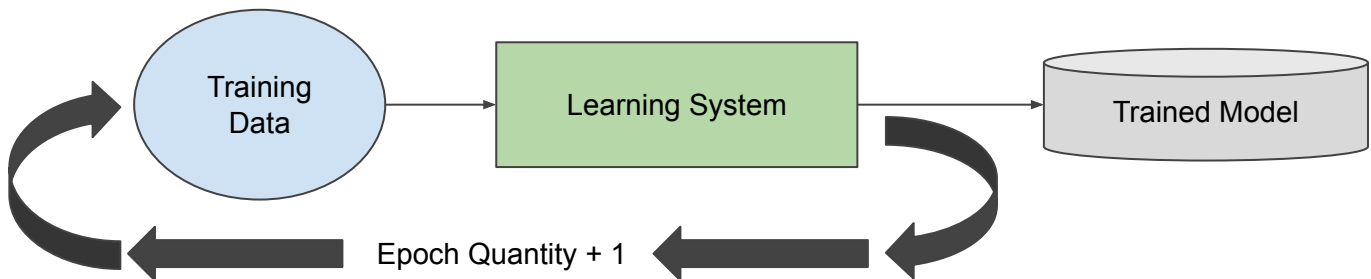 Training
Data
Learning System
Trained Model
Epoch Quantity + 1